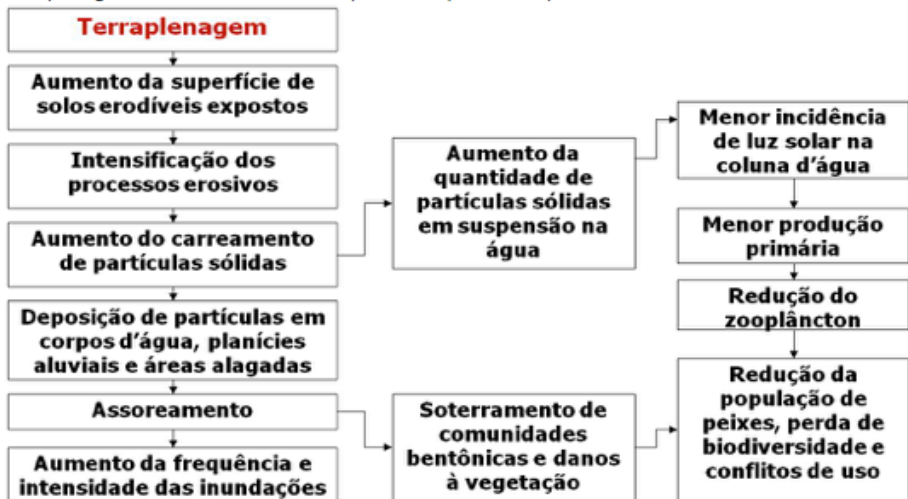 Terraplenagem
Aumento da superfície de
solos erodíveis expostos
Intensificação dos
processos erosivos
Aumento do carreamento
de partículas sólidas
Deposição de partículas em
corpos d'água, planícies
aluviais e áreas alagadas
Assoreamento
Aumento da frequência e
intensidade das inundações
Aumento da
quantidade de
partículas sólidas
em suspensão na
água
Soterramento de
comunidades
bentônicas e danos
à vegetação
Menor incidência
de luz solar na
coluna d'água
Menor produção
primária
Redução do
zooplâncton
Redução da
população de
peixes, perda de
biodiversidade e
conflitos de uso